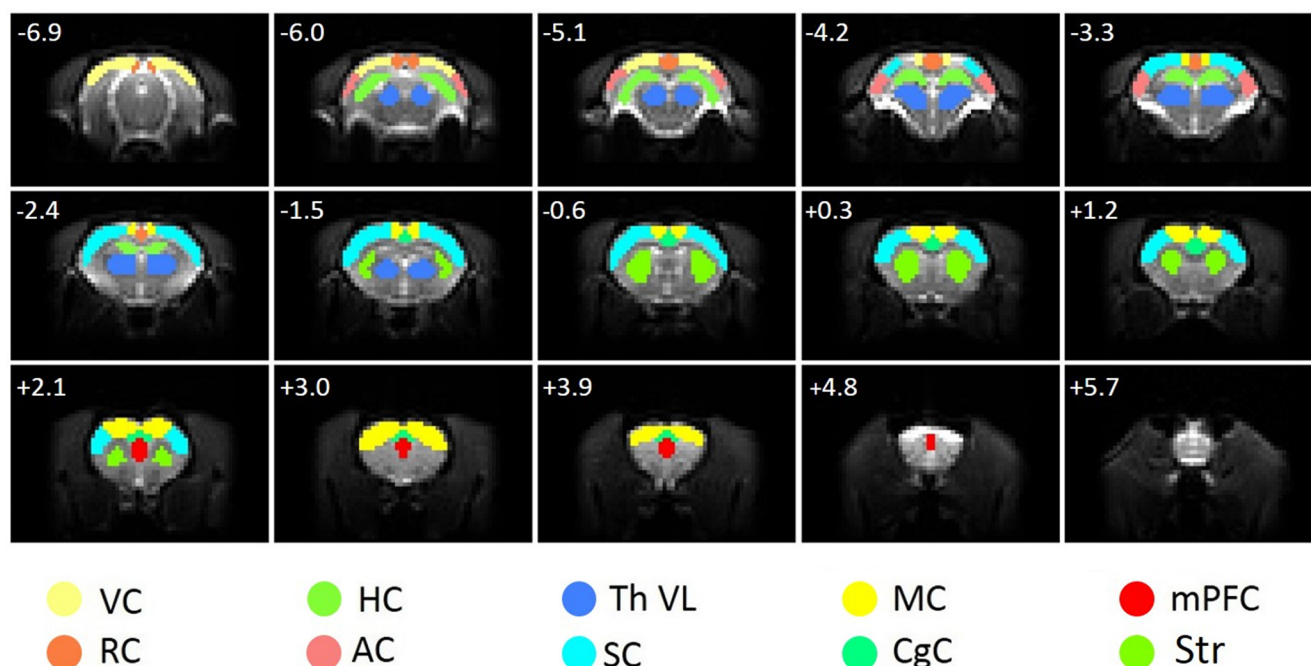 -6.9 -6.0 -5.1 -4.2 -3.3
-2.4 -1.5 -0.6 +0.3 +1.2
+2.1 +3.0 +3.9 +4.8 +5.7
VC HC Th VL MC mPFC
RC AC SC CgC Str